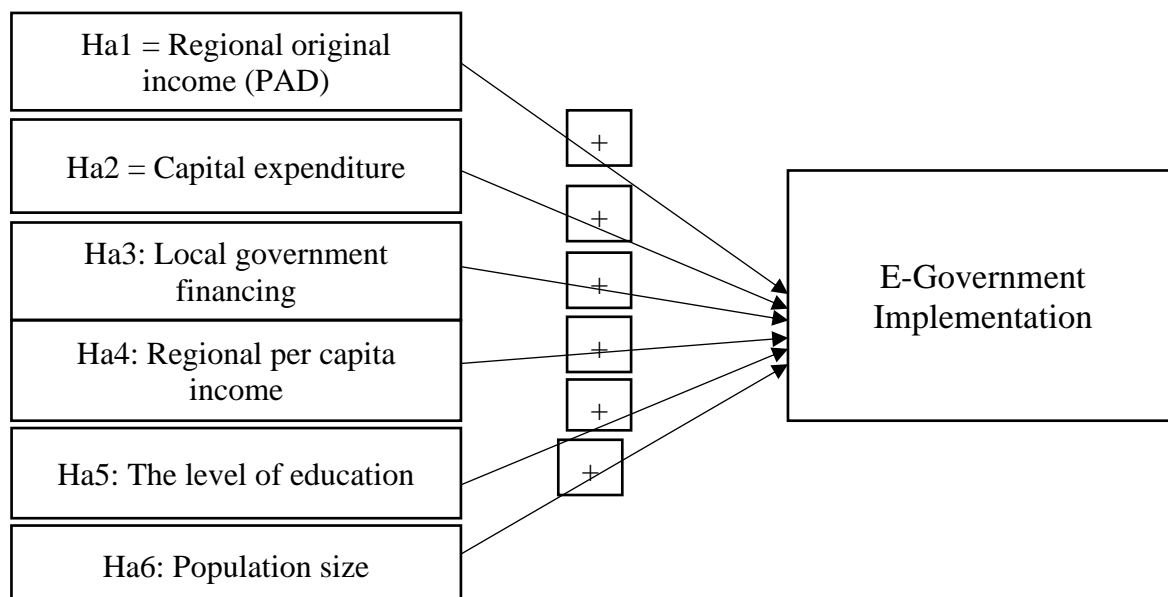 Ha1 = Regional original
income (PAD)
Ha2 = Capital expenditure
Ha3: Local government
financing
Ha4: Regional per capita
income
Ha5: The level of education
Ha6: Population size
+
+
+
+
+
+
E-Government
Implementation